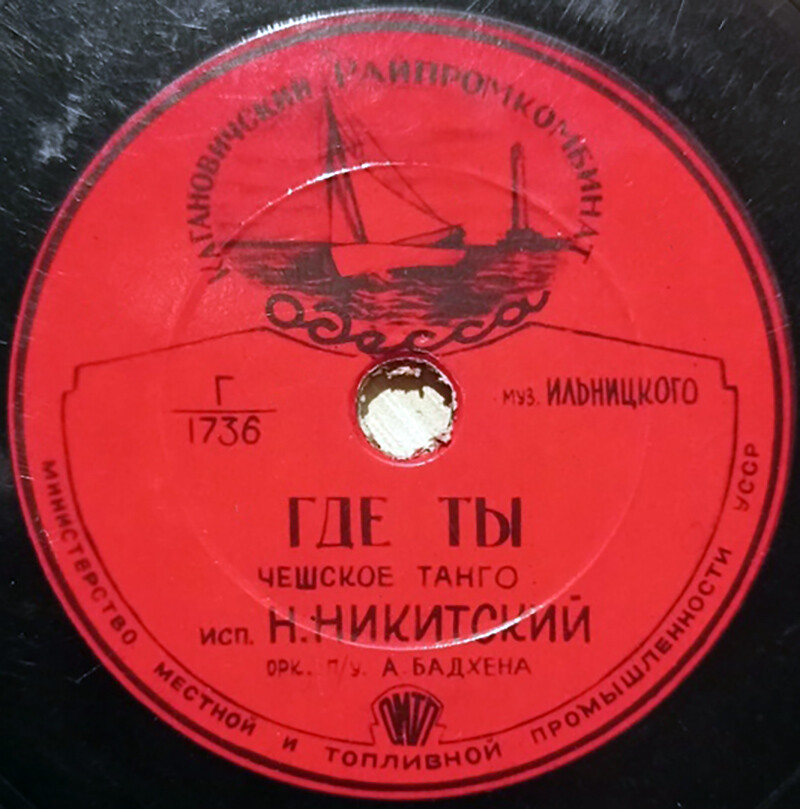 КАГАНОВИЧСКИЙ РАЙПРОМКОМБИНАТ
Одесса
Г
1736
МУЗ. ИЛЬНИЦКОГО
ГДЕ ТЫ
ЧЕШСКОЕ ТАНГО
ИСП. Н. НИКИТСКИЙ
ОРК. П/У. А. БАДХЕНА
МИНИСТЕРСТВО МЕСТНОЙ И ТОПЛИВНОЙ ПРОМЫШЛЕННОСТИ УССР